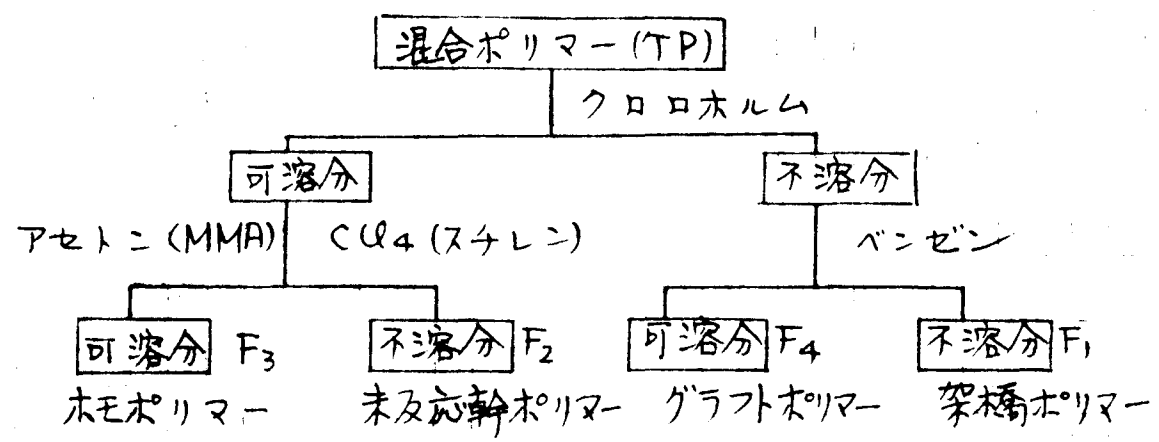 混合ポリマー(TP)
クロロホルム
可溶分 不溶分
アセトン(MMA) CCl4(スチレン) ベンゼン
可溶分 F3 不溶分 F2 可溶分 F4 不溶分 F1
ホモポリマー 未反応幹ポリマー グラフトポリマー 架橋ポリマー